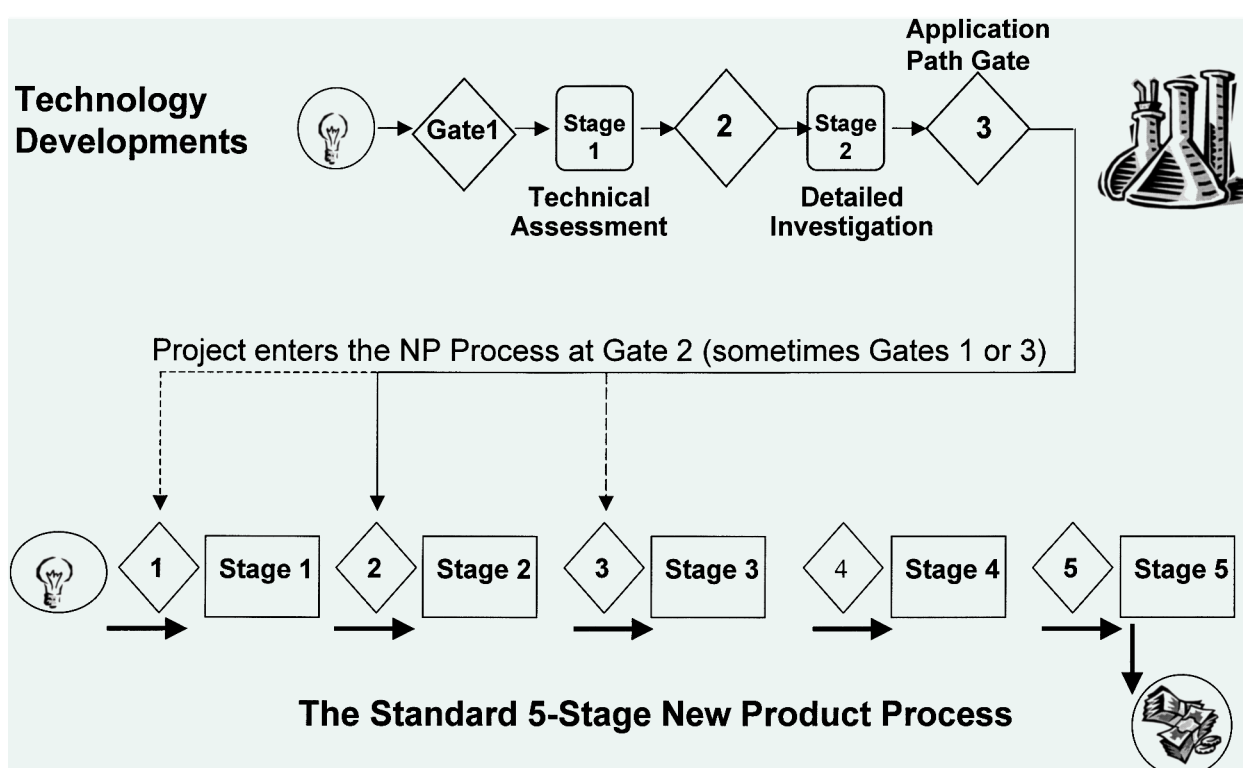 Application
Path Gate
Technology
Developments
Gate1
Stage
1
2
Stage
2
3
Technical
Assessment
Detailed
Investigation
Project enters the NP Process at Gate 2 (sometimes Gates 1 or 3)
1
Stage 1
2
Stage 2
3
Stage 3
4
Stage 4
5
Stage 5
The Standard 5-Stage New Product Process